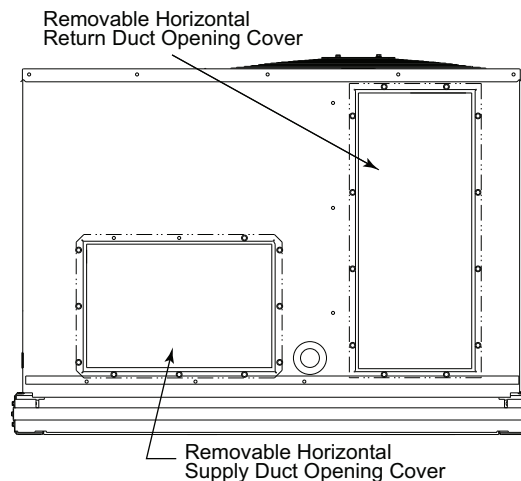 Removable Horizontal
Return Duct Opening Cover
Removable Horizontal
Supply Duct Opening Cover